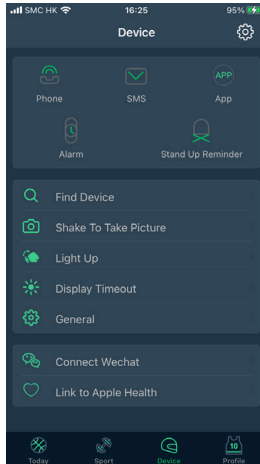 SMC HK 16:25 95%
Device
APP
Phone SMS App
Alarm Stand Up Reminder
Find Device
Shake To Take Picture
Light Up
Display Timeout
General
Connect Wechat
Link to Apple Health
10
Today Sport Device Profile